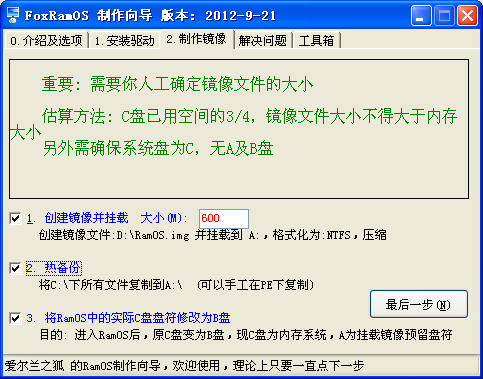 FoxRamOS 制作向导 版本: 2012-9-21
0.介绍及选项 1.安装驱动 2.制作镜像 解决问题 工具箱
重要: 需要你人工确定镜像文件的大小
估算方法: C盘已用空间的3/4, 镜像文件大小不得大于内存
大小
另外需确保系统盘为C, 无A及B盘
1. 创建镜像并挂载 大小(M): 600
创建镜像文件:D:\RamOS.img 并挂载到 A:,格式化为:NTFS,压缩
2. 热备份
将C:\下所有文件复制到A:\ (可以手工在PE下复制)
最后一步(N)
3. 将RamOS中的实际C盘盘符修改为B盘
目的: 进入RamOS后,原C盘变为B盘,现C盘为内存系统,A为挂载镜像预留盘符
爱尔兰之狐 的RamOS制作向导,欢迎使用,理论上只要一直点下一步